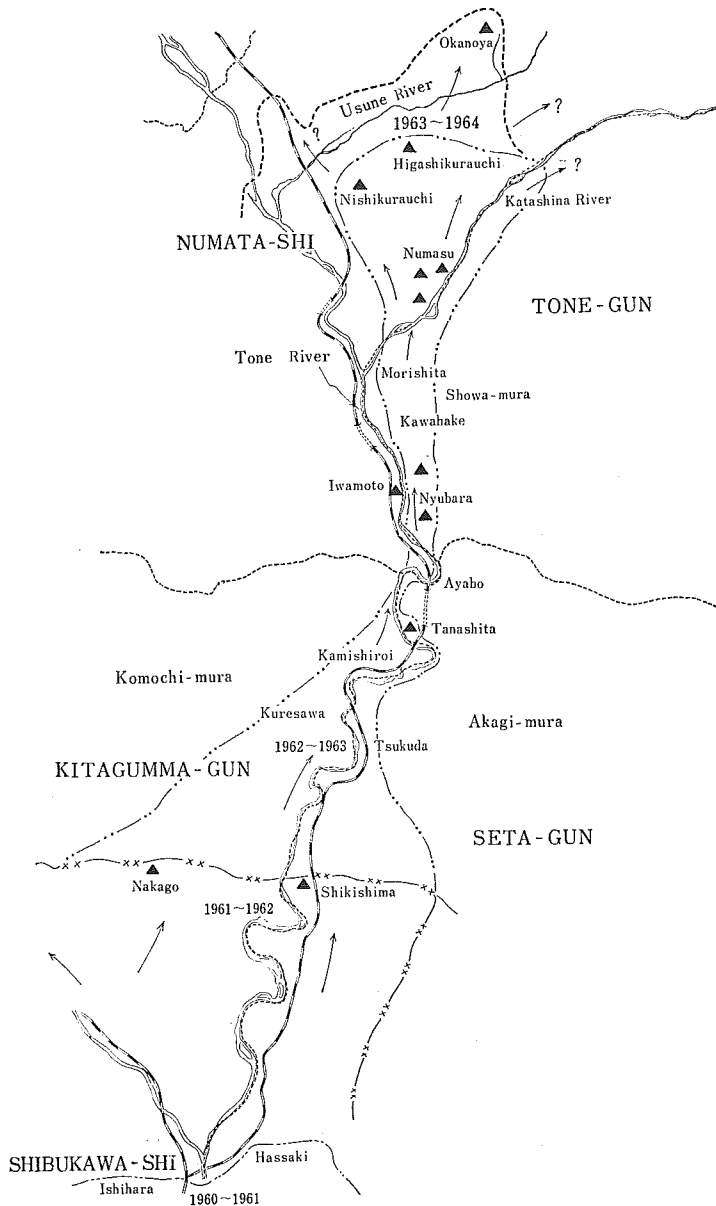 Okanoya
Usune River
?
?
1963~1964
Higashikurauchi
?
Nishikurauchi
Katashina River
NUMATA-SHI
Numasu
TONE-GUN
Tone River
Morishita
Showa-mura
Kawahake
Iwamoto
Nyubara
Ayabo
Tanashita
Kamishiroi
Komochi-mura
Kuresawa
Akagi-mura
1962~1963
Tsukuda
KITAGUMMA-GUN
SETA-GUN
Nakago
Shikishima
1961~1962
SHIBUKAWA-SHI
Hassaki
Ishihara
1960~1961